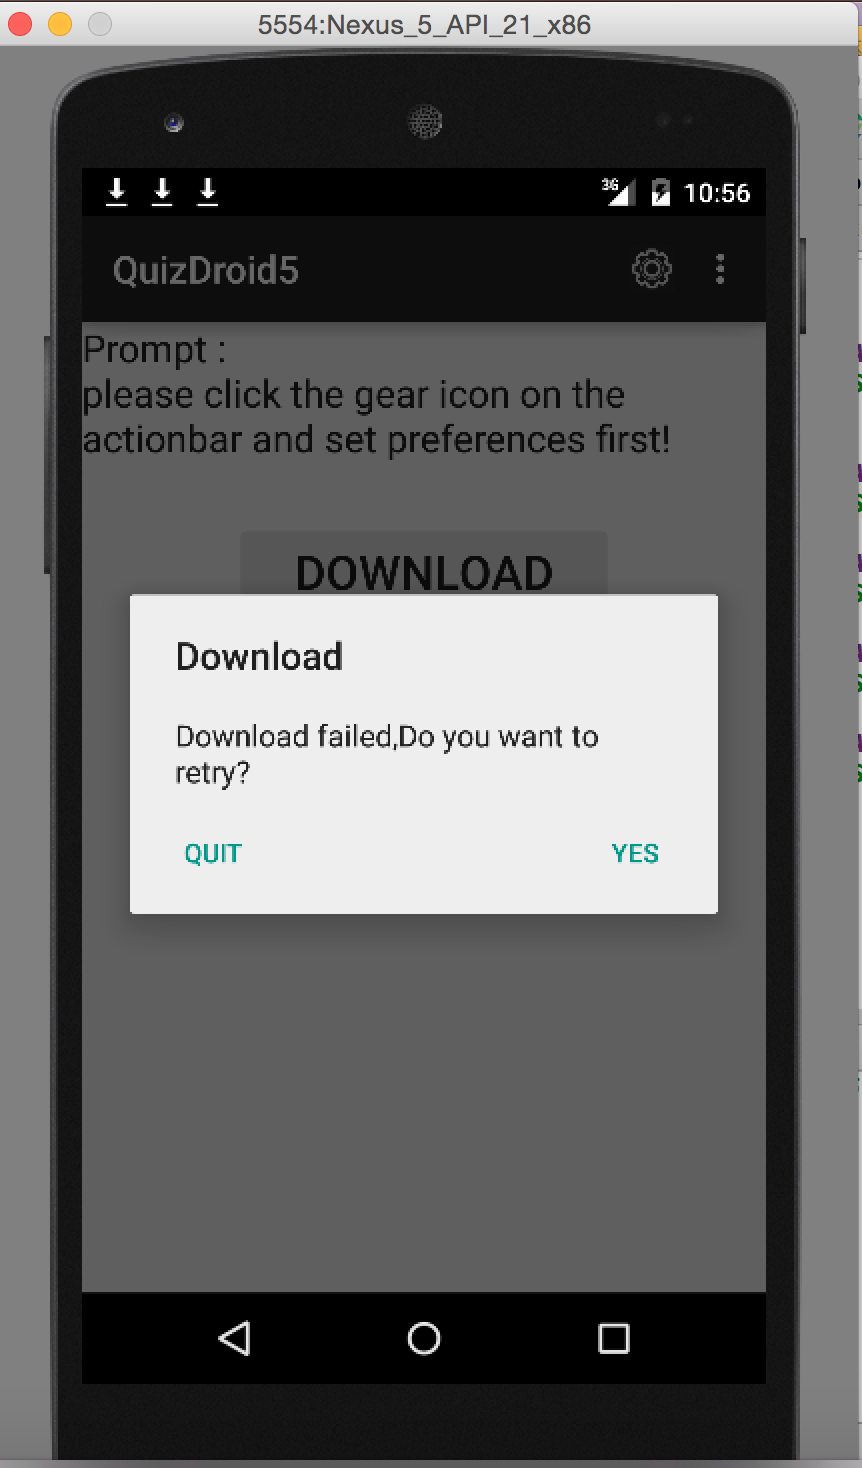 5554:Nexus_5_API_21_x86
3G 10:56
QuizDroid5
Prompt :
please click the gear icon on the
actionbar and set preferences first!
DOWNLOAD
Download
Download failed,Do you want to
retry?
QUIT YES